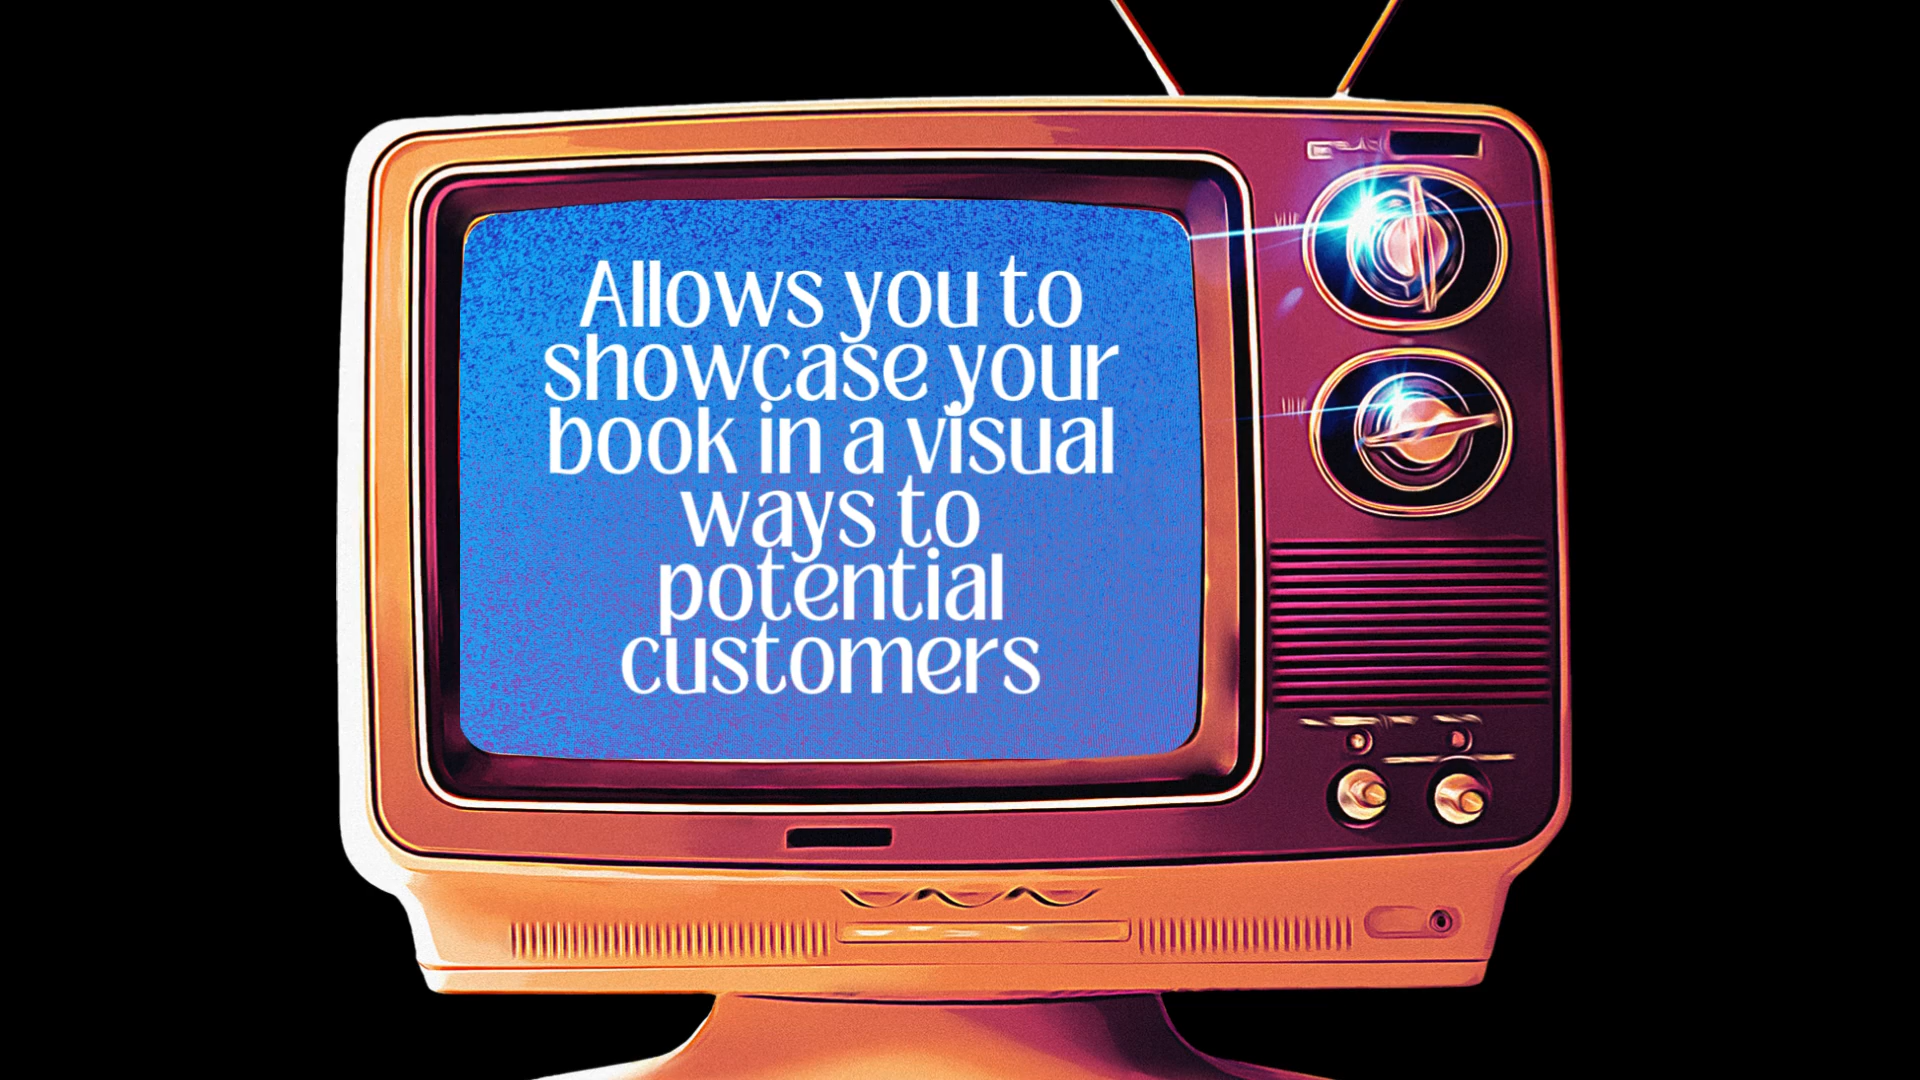 Allows you to
showcase your
book in a visual
ways to
potential
customers